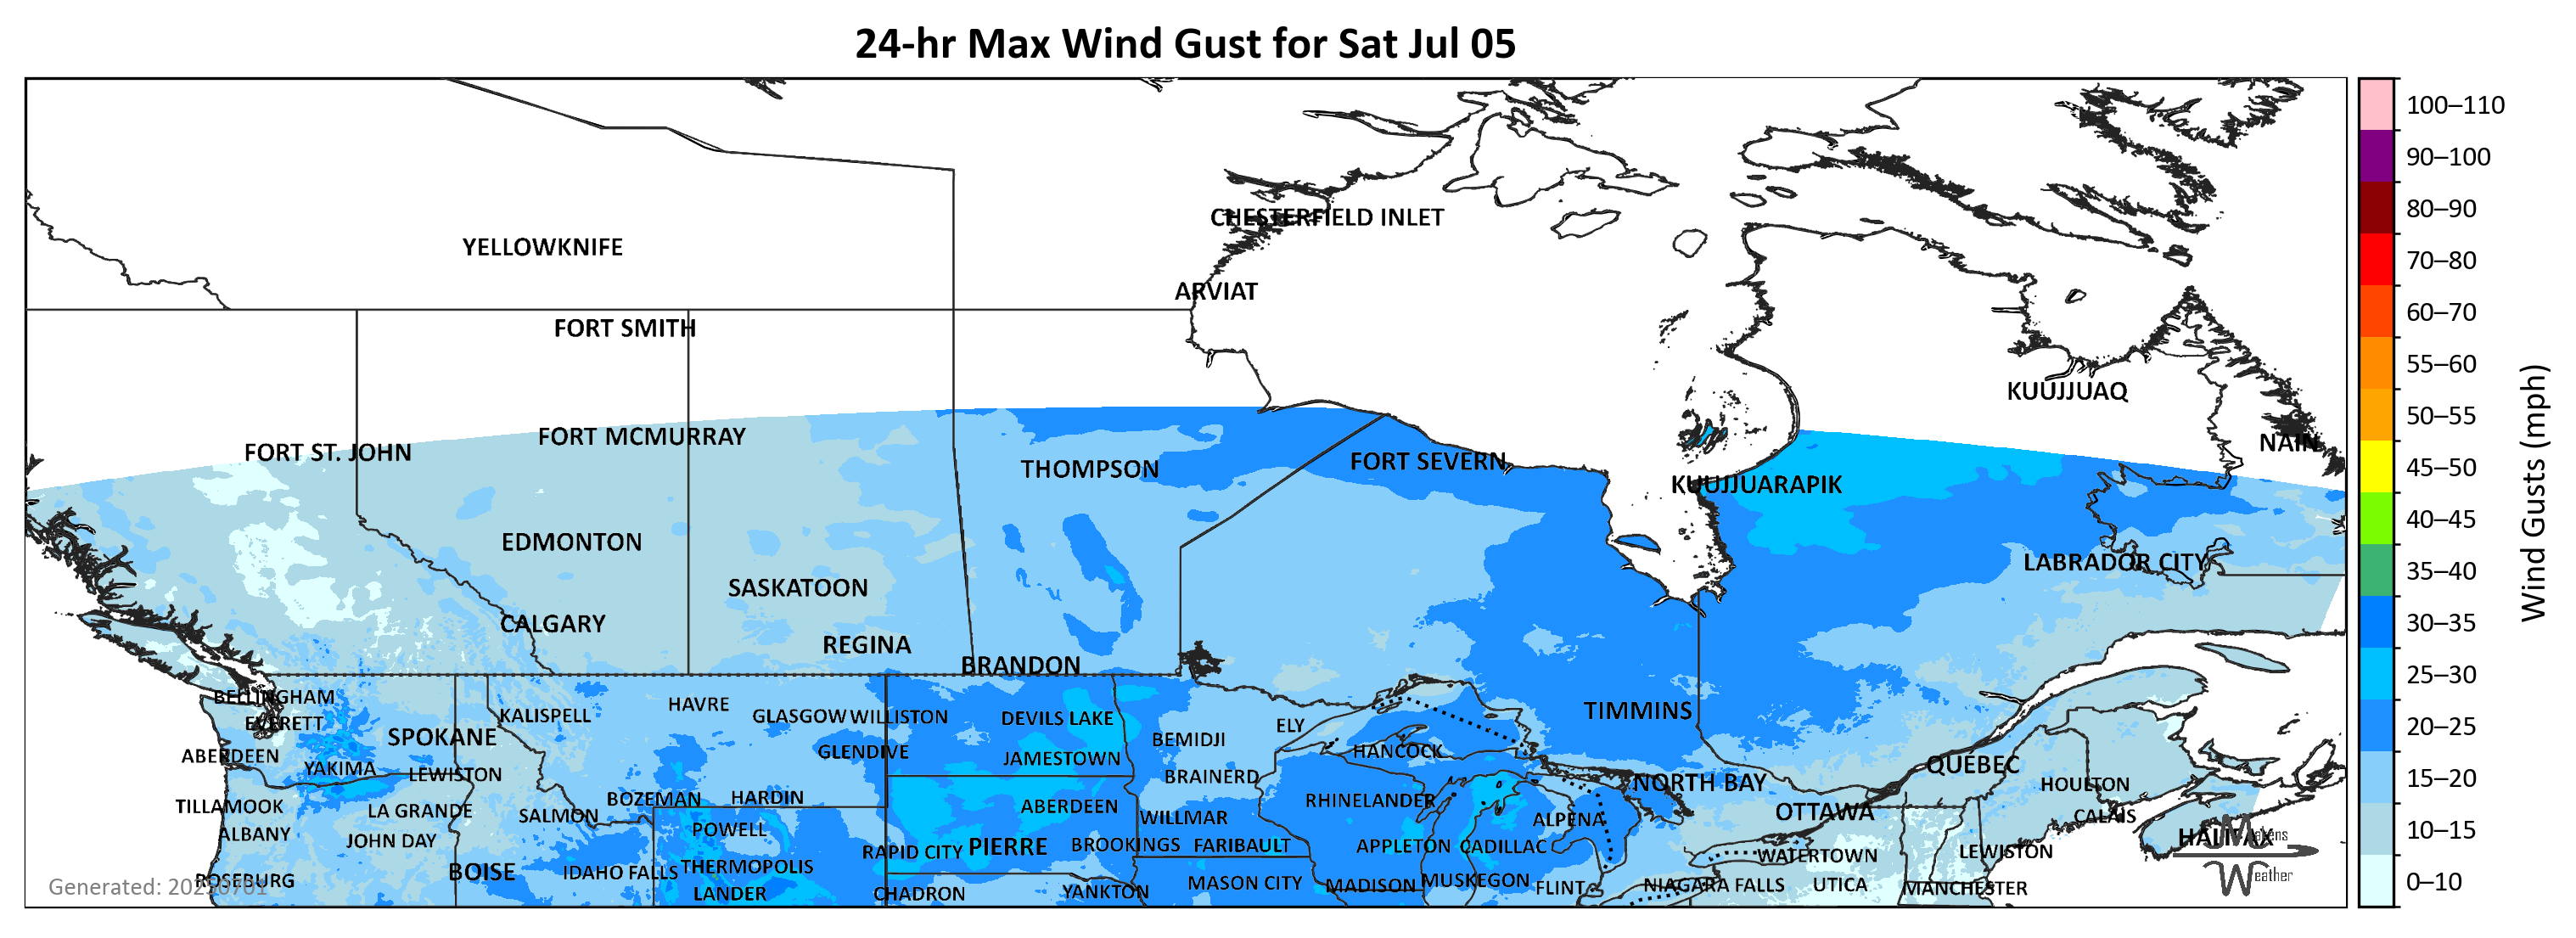 24-hr Max Wind Gust for Sat Jul 05
100–110
90–100
CHESTERFIELD INLET
80–90
YELLOWKNIFE
70–80
ARVIAT
60–70
FORT SMITH
55–60
KUUJJUAQ
50–55
FORT MCMURRAY
NAIN
FORT ST. JOHN
45–50
FORT SEVERN
THOMPSON
KUUJJUARAPIK
40–45
Wind Gusts (mph)
EDMONTON
LABRADOR CITY
35–40
SASKATOON
30–35
CALGARY
REGINA
BRANDON
25–30
BELLINGHAM
HAVRE
TIMMINS
KALISPELL
GLASGOW
WILLISTON
DEVILS LAKE
EVERETT
ELY
20–25
SPOKANE
BEMIDJI
ABERDEEN
GLENDIVE
JAMESTOWN
HANCOCK
QUEBEC
YAKIMA
LEWISTON
BRAINERD
15–20
NORTH BAY
HOULTON
BOZEMAN
HARDIN
RHINELANDER
TILLAMOOK
LA GRANDE
SALMON
ABERDEEN
WILLMAR
OTTAWA
CALAIS
ALBANY
POWELL
ALPENA
10–15
JOHN DAY
RAPID CITY
PIERRE
BROOKINGS
FARIBAULT
APPLETON
CADILLAC
HALIFAX
Makens
WATERTOWN
LEWISTON
BOISE
IDAHO FALLS
THERMOPOLIS
Weather
ROSEBURG
Generated: 20250701
LANDER
CHADRON
YANKTON
MASON CITY
MADISON
MUSKEGON
FLINT
NIAGARA FALLS
UTICA
MANCHESTER
0–10